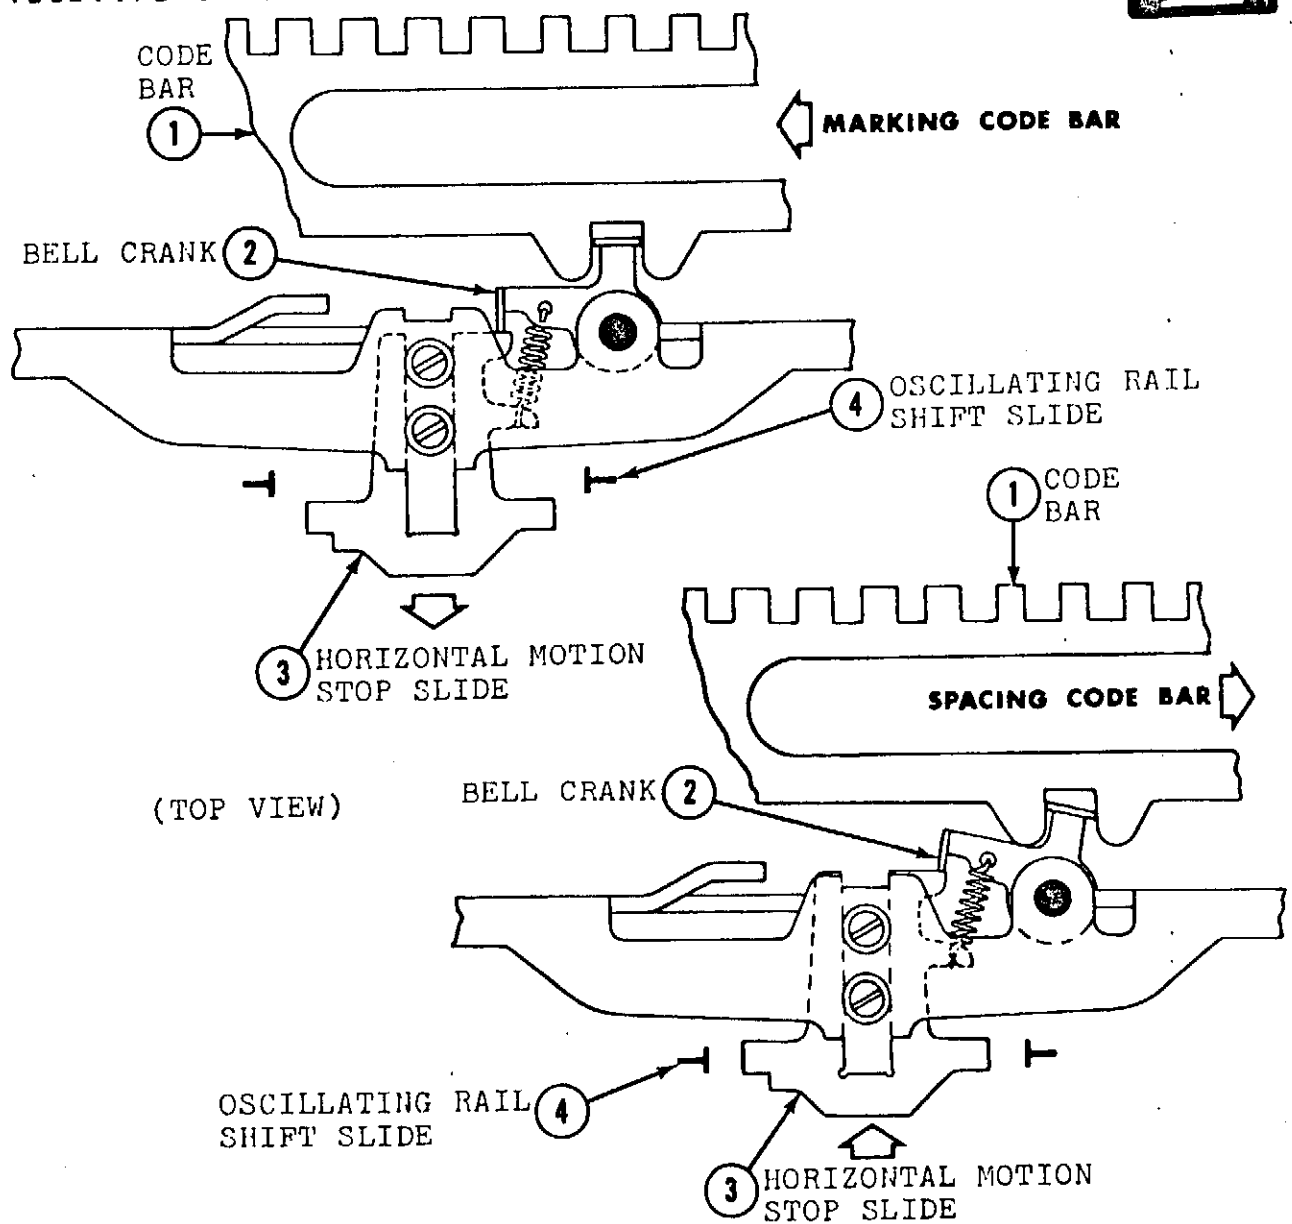 CODE
BAR
1
MARKING CODE BAR
BELL CRANK 2
4 OSCILLATING RAIL
SHIFT SLIDE
1 CODE
BAR
3 HORIZONTAL MOTION
STOP SLIDE
SPACING CODE BAR
(TOP VIEW)
BELL CRANK 2
OSCILLATING RAIL 4
SHIFT SLIDE
3 HORIZONTAL MOTION
STOP SLIDE